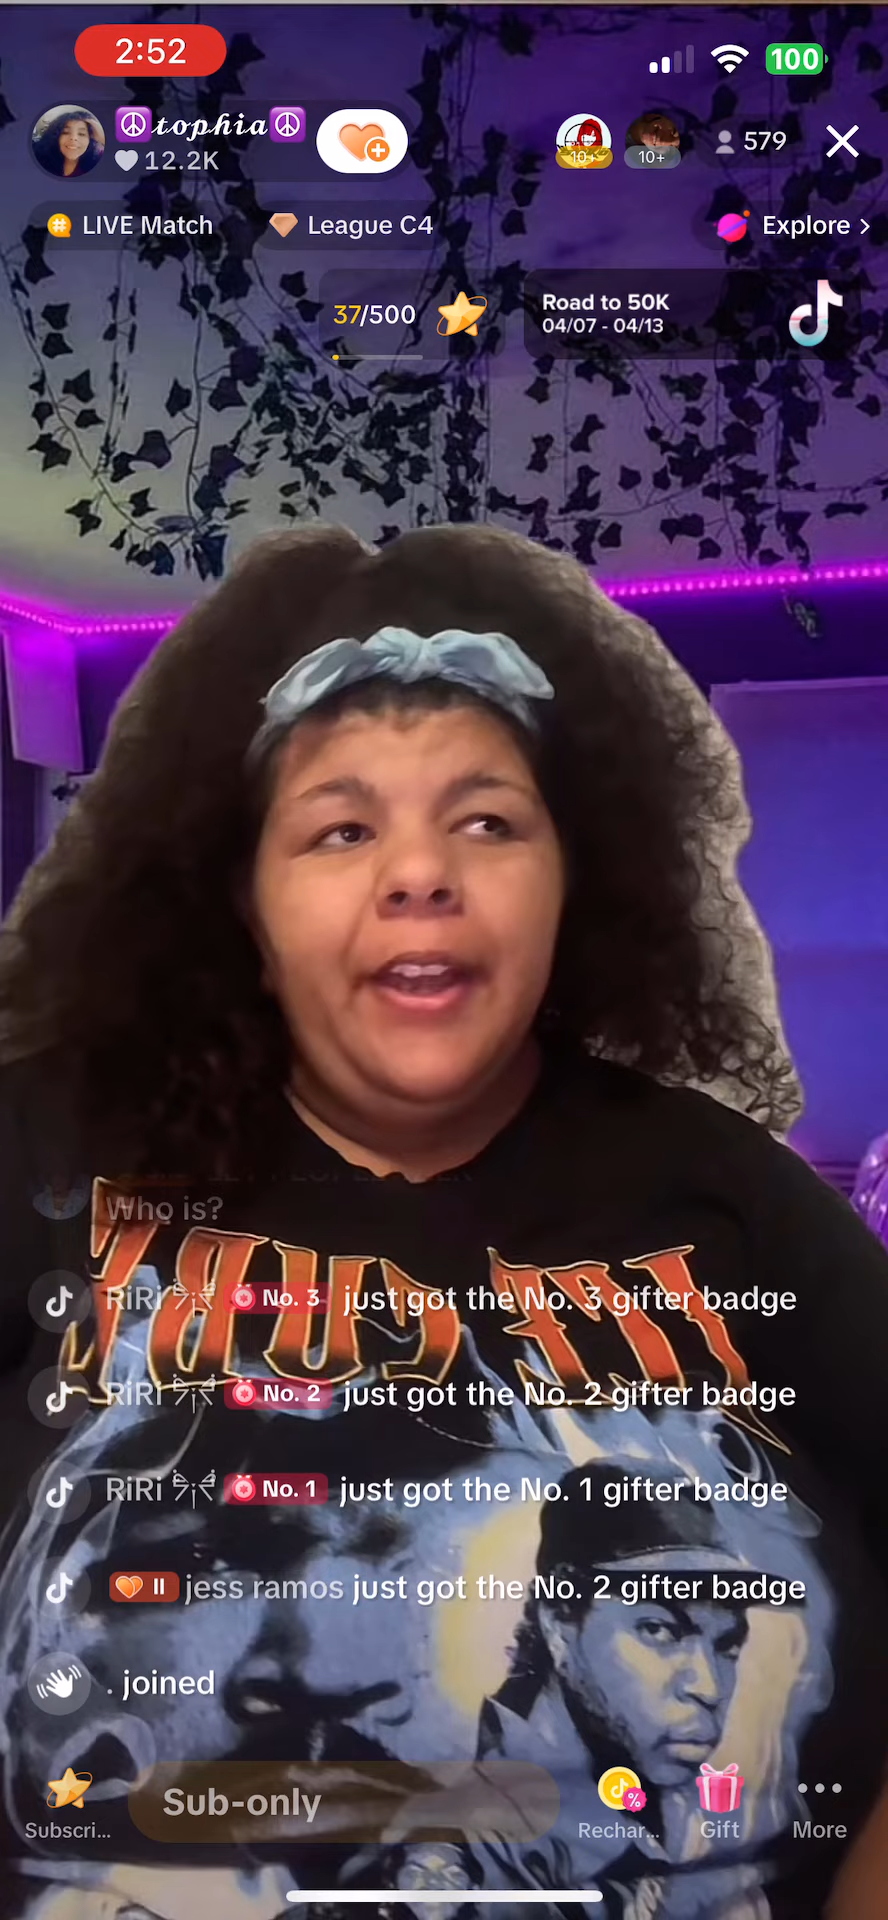 2:52
100
☮tophia☮
12.2K
10+
10+
579
LIVE Match
League C4
Explore >
37/500
Road to 50K
04/07 - 04/13
Who is?
ICE CUBE
RiRi No. 3 just got the No. 3 gifter badge
RiRi No. 2 just got the No. 2 gifter badge
RiRi No. 1 just got the No. 1 gifter badge
II jess ramos just got the No. 2 gifter badge
. joined
Subscri...
Sub-only
Rechar...
Gift
More